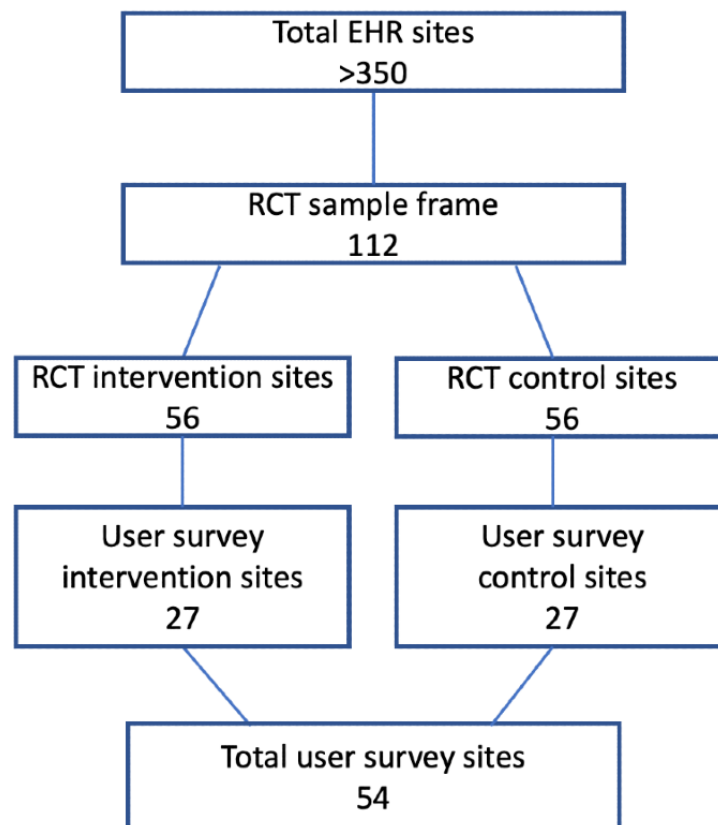 Total EHR sites
>350
RCT sample frame
112
RCT intervention sites
56
RCT control sites
56
User survey
intervention sites
27
User survey
control sites
27
Total user survey sites
54